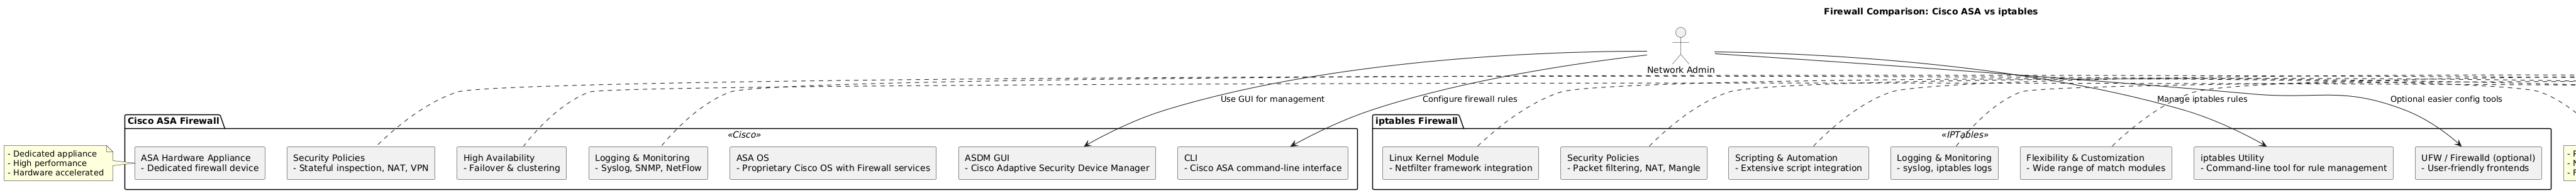 Firewall Comparison: Cisco ASA vs iptables
Network Admin
Use GUI for management
Configure firewall rules
Manage iptables rules
Optional easier config tools
Cisco ASA Firewall
«Cisco»
- Dedicated appliance
- High performance
- Hardware accelerated
ASA Hardware Appliance
- Dedicated firewall device
Security Policies
- Stateful inspection, NAT, VPN
High Availability
- Failover & clustering
Logging & Monitoring
- Syslog, SNMP, NetFlow
ASA OS
- Proprietary Cisco OS with Firewall services
ASDM GUI
- Cisco Adaptive Security Device Manager
CLI
- Cisco ASA command-line interface
iptables Firewall
«IPTables»
Linux Kernel Module
- Netfilter framework integration
Security Policies
- Packet filtering, NAT, Mangle
Scripting & Automation
- Extensive script integration
Logging & Monitoring
- syslog, iptables logs
Flexibility & Customization
- Wide range of match modules
iptables Utility
- Command-line tool for rule management
UFW / Firewalld (optional)
- User-friendly frontends